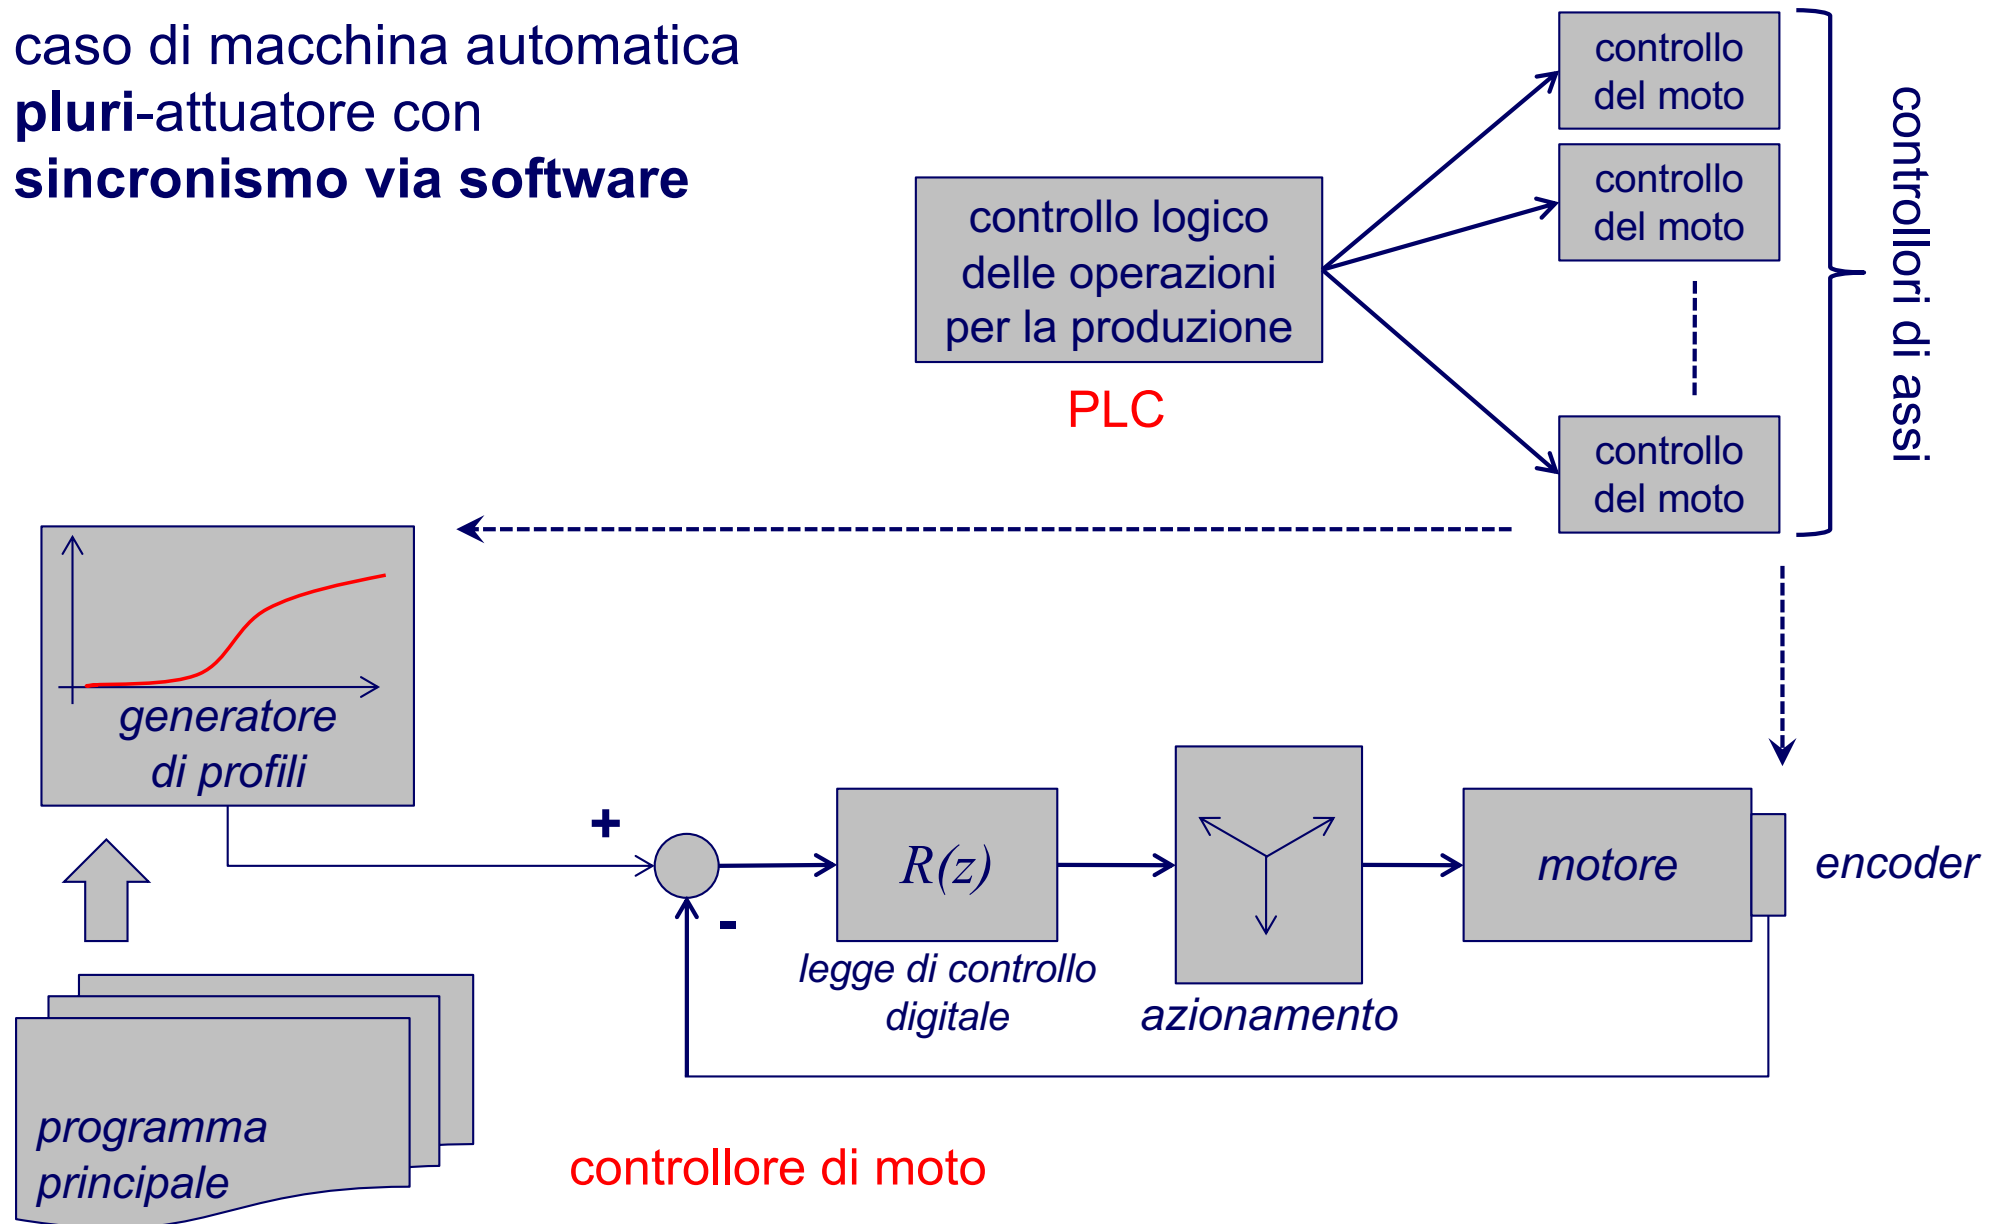 caso di macchina automatica
pluri-attuatore con
sincronismo via software
controllo logico
delle operazioni
per la produzione
PLC
controllo
del moto
controllo
del moto
controllo
del moto
controllori di assi
generatore
di profili
+
-
R(z)
legge di controllo
digitale
azionamento
motore
encoder
programma
principale
controllore di moto